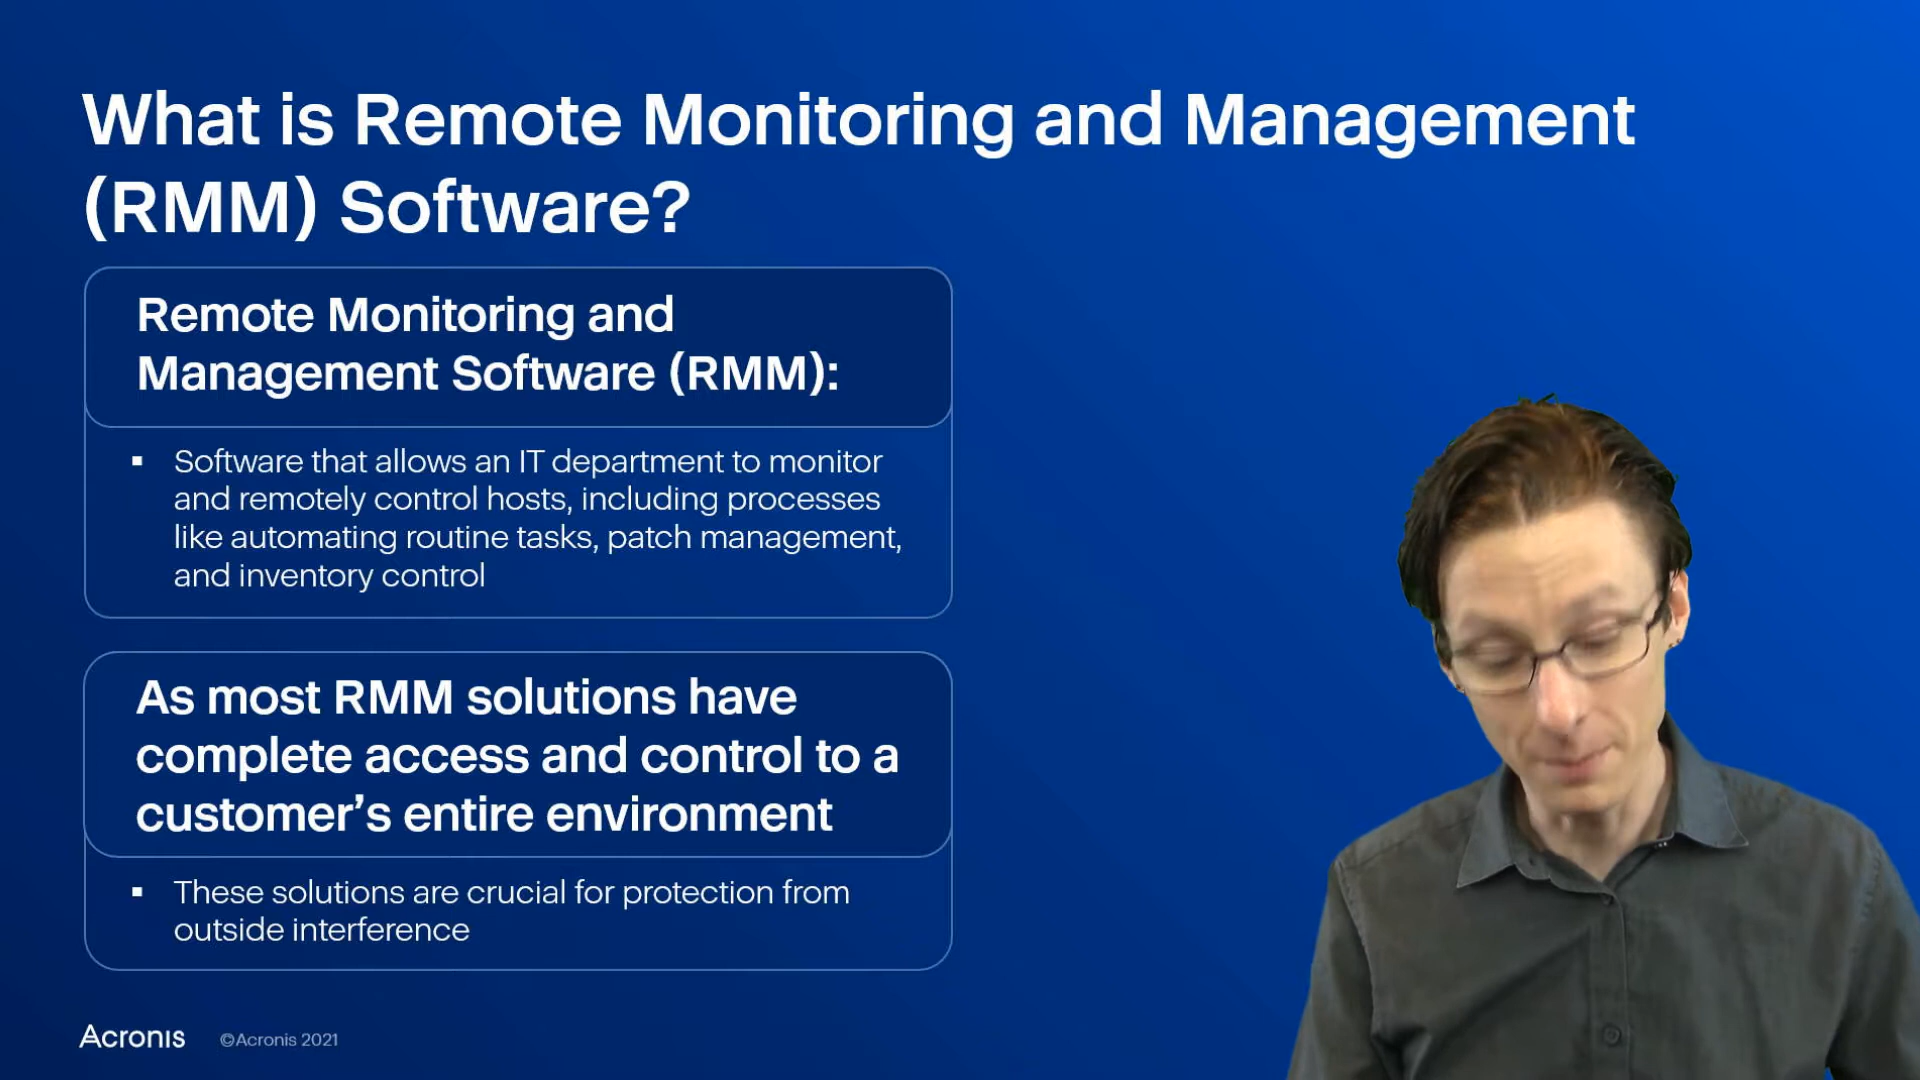 What is Remote Monitoring and Management
(RMM) Software?
Remote Monitoring and
Management Software (RMM):
▪ Software that allows an IT department to monitor
and remotely control hosts, including processes
like automating routine tasks, patch management,
and inventory control
As most RMM solutions have
complete access and control to a
customer’s entire environment
▪ These solutions are crucial for protection from
outside interference
Acronis ©Acronis 2021